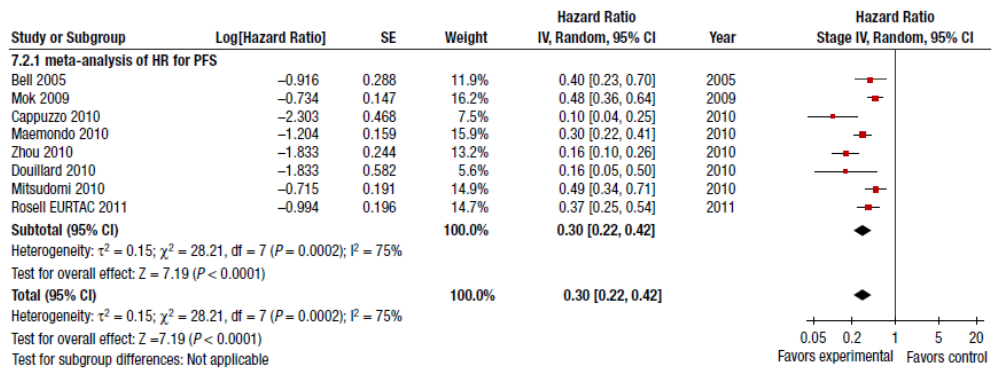 Hazard Ratio Hazard Ratio
Study or Subgroup Log[Hazard Ratio] SE Weight IV, Random, 95% CI Year Stage IV, Random, 95% CI
7.2.1 meta-analysis of HR for PFS
Bell 2005 –0.916 0.288 11.9% 0.40 [0.23, 0.70] 2005
Mok 2009 –0.734 0.147 16.2% 0.48 [0.36, 0.64] 2009
Cappuzzo 2010 –2.303 0.468 7.5% 0.10 [0.04, 0.25] 2010
Maemondo 2010 –1.204 0.159 15.9% 0.30 [0.22, 0.41] 2010
Zhou 2010 –1.833 0.244 13.2% 0.16 [0.10, 0.26] 2010
Douillard 2010 –1.833 0.582 5.6% 0.16 [0.05, 0.50] 2010
Mitsudomi 2010 –0.715 0.191 14.9% 0.49 [0.34, 0.71] 2010
Rosell EURTAC 2011 –0.994 0.196 14.7% 0.37 [0.25, 0.54] 2011
Subtotal (95% CI) 100.0% 0.30 [0.22, 0.42]
Heterogeneity: τ² = 0.15; χ² = 28.21, df = 7 (P = 0.0002); I² = 75%
Test for overall effect: Z = 7.19 (P < 0.0001)
Total (95% CI) 100.0% 0.30 [0.22, 0.42]
Heterogeneity: τ² = 0.15; χ² = 28.21, df = 7 (P = 0.0002); I² = 75%
Test for overall effect: Z =7.19 (P < 0.0001)
Test for subgroup differences: Not applicable
0.05 0.2 1 5 20
Favors experimental Favors control